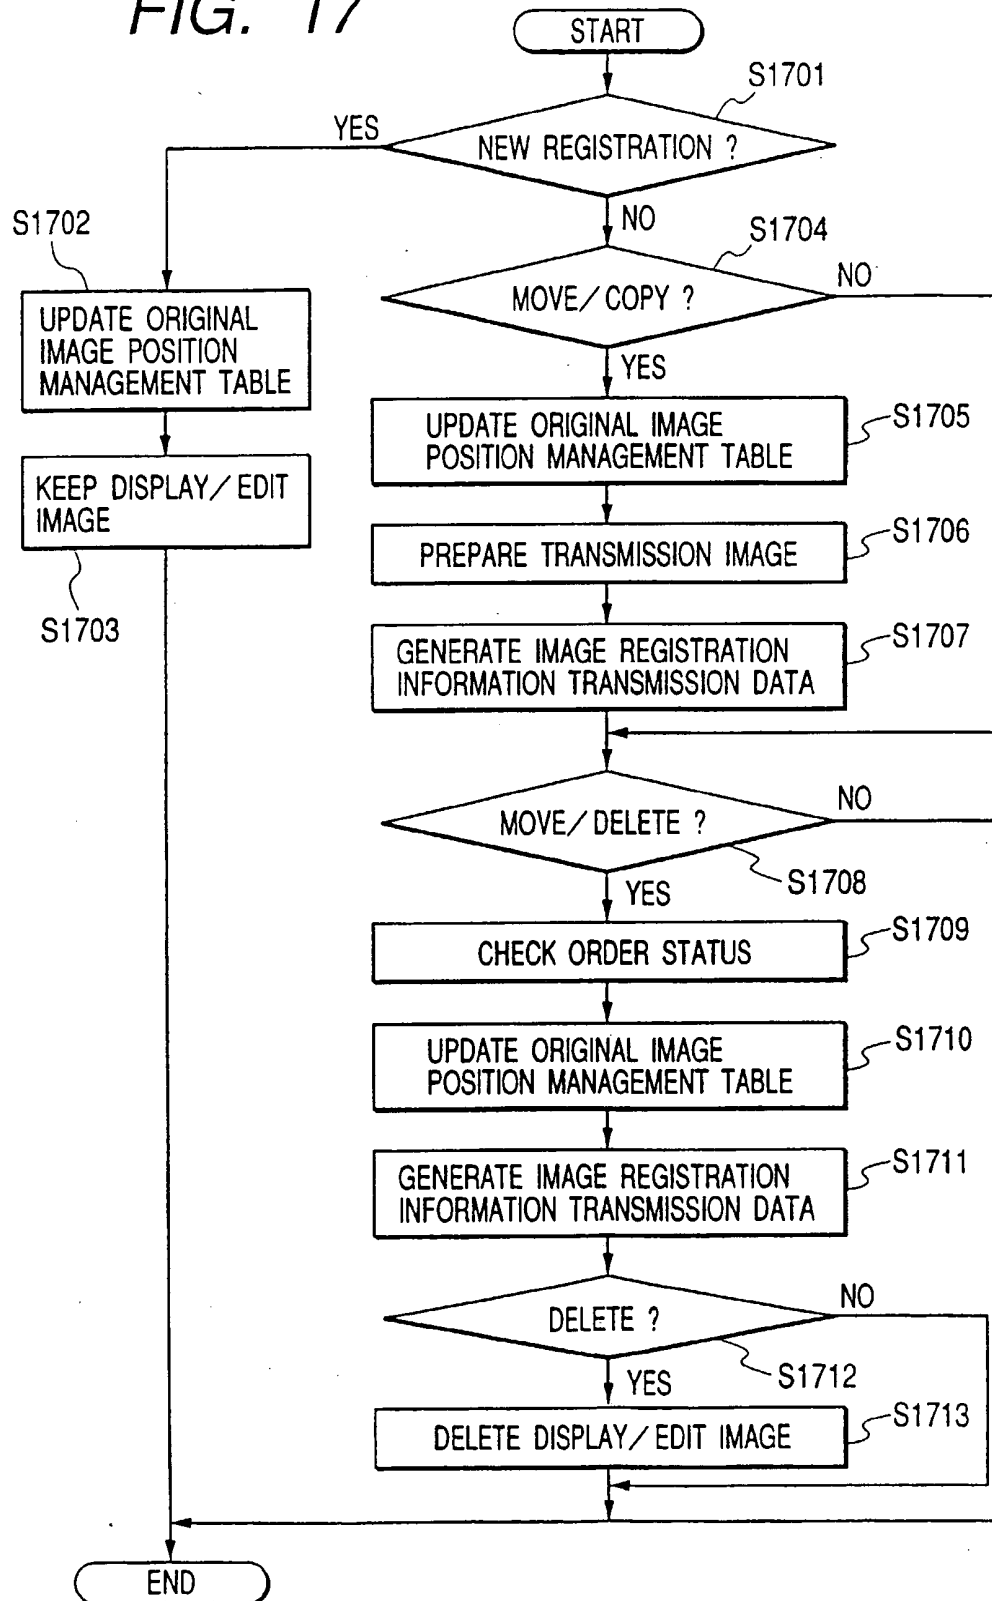 FIG. 17
START
S1701
YES
NEW REGISTRATION ?
NO
S1702
S1704
NO
MOVE/COPY ?
UPDATE ORIGINAL
IMAGE POSITION
MANAGEMENT TABLE
YES
S1705
UPDATE ORIGINAL IMAGE
POSITION MANAGEMENT TABLE
KEEP DISPLAY/EDIT
IMAGE
S1706
PREPARE TRANSMISSION IMAGE
S1703
S1707
GENERATE IMAGE REGISTRATION
INFORMATION TRANSMISSION DATA
NO
MOVE/DELETE ?
S1708
YES
S1709
CHECK ORDER STATUS
S1710
UPDATE ORIGINAL IMAGE
POSITION MANAGEMENT TABLE
S1711
GENERATE IMAGE REGISTRATION
INFORMATION TRANSMISSION DATA
NO
DELETE ?
S1712
YES
S1713
DELETE DISPLAY/EDIT IMAGE
END